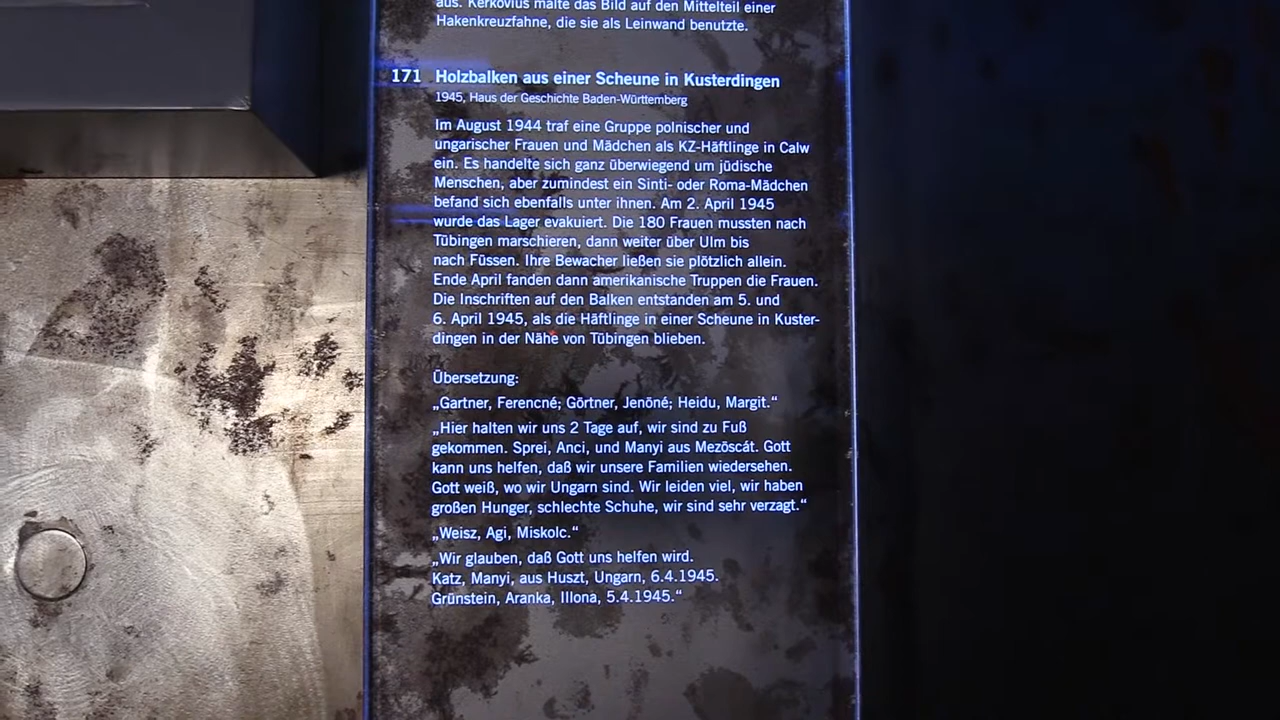 aus. Kerkovius malte das Bild auf den Mittelteil einer
Hakenkreuzfahne, die sie als Leinwand benutzte.
171 Holzbalken aus einer Scheune in Kusterdingen
1945, Haus der Geschichte Baden-Württemberg
Im August 1944 traf eine Gruppe polnischer und
ungarischer Frauen und Mädchen als KZ-Häftlinge in Calw
ein. Es handelte sich ganz überwiegend um jüdische
Menschen, aber zumindest ein Sinti- oder Roma-Mädchen
befand sich ebenfalls unter ihnen. Am 2. April 1945
wurde das Lager evakuiert. Die 180 Frauen mussten nach
Tübingen marschieren, dann weiter über Ulm bis
nach Füssen. Ihre Bewacher ließen sie plötzlich allein.
Ende April fanden dann amerikanische Truppen die Frauen.
Die Inschriften auf den Balken entstanden am 5. und
6. April 1945, als die Häftlinge in einer Scheune in Kuster-
dingen in der Nähe von Tübingen blieben.
Übersetzung:
„Gartner, Ferencné; Görtner, Jenōné; Heidu, Margit.“
„Hier halten wir uns 2 Tage auf, wir sind zu Fuß
gekommen. Sprei, Anci, und Manyi aus Mezōscát. Gott
kann uns helfen, daß wir unsere Familien wiedersehen.
Gott weiß, wo wir Ungarn sind. Wir leiden viel, wir haben
großen Hunger, schlechte Schuhe, wir sind sehr verzagt.“
„Weisz, Agi, Miskolc.“
„Wir glauben, daß Gott uns helfen wird.
Katz, Manyi, aus Huszt, Ungarn, 6.4.1945.
Grünstein, Aranka, Illona, 5.4.1945.“